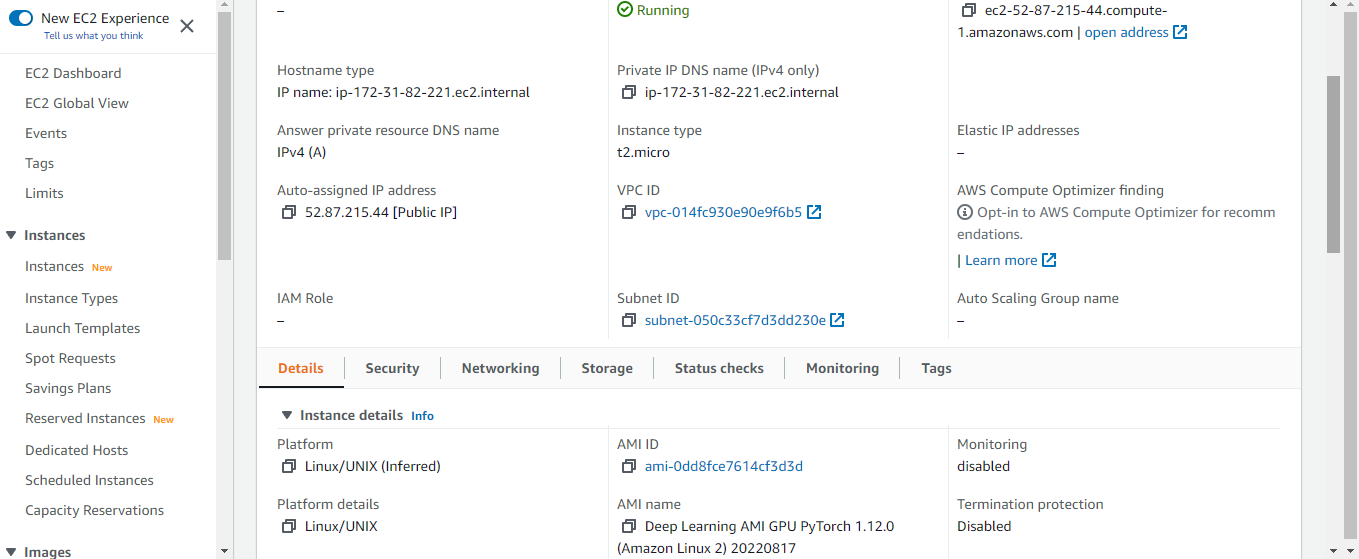 New EC2 Experience
Tell us what you think
EC2 Dashboard
EC2 Global View
Events
Tags
Limits
Instances
Instances New
Instance Types
Launch Templates
Spot Requests
Savings Plans
Reserved Instances New
Dedicated Hosts
Scheduled Instances
Capacity Reservations
Images
–
Running
ec2-52-87-215-44.compute-
1.amazonaws.com | open address
Hostname type
IP name: ip-172-31-82-221.ec2.internal
Private IP DNS name (IPv4 only)
ip-172-31-82-221.ec2.internal
Answer private resource DNS name
IPv4 (A)
Instance type
t2.micro
Elastic IP addresses
–
Auto-assigned IP address
52.87.215.44 [Public IP]
VPC ID
vpc-014fc930e90e9f6b5
AWS Compute Optimizer finding
Opt-in to AWS Compute Optimizer for recomm
endations.
| Learn more
IAM Role
–
Subnet ID
subnet-050c33cf7d3dd230e
Auto Scaling Group name
–
Details Security Networking Storage Status checks Monitoring Tags
Instance details Info
Platform
Linux/UNIX (Inferred)
AMI ID
ami-0dd8fce7614cf3d3d
Monitoring
disabled
Platform details
Linux/UNIX
AMI name
Deep Learning AMI GPU PyTorch 1.12.0
(Amazon Linux 2) 20220817
Termination protection
Disabled